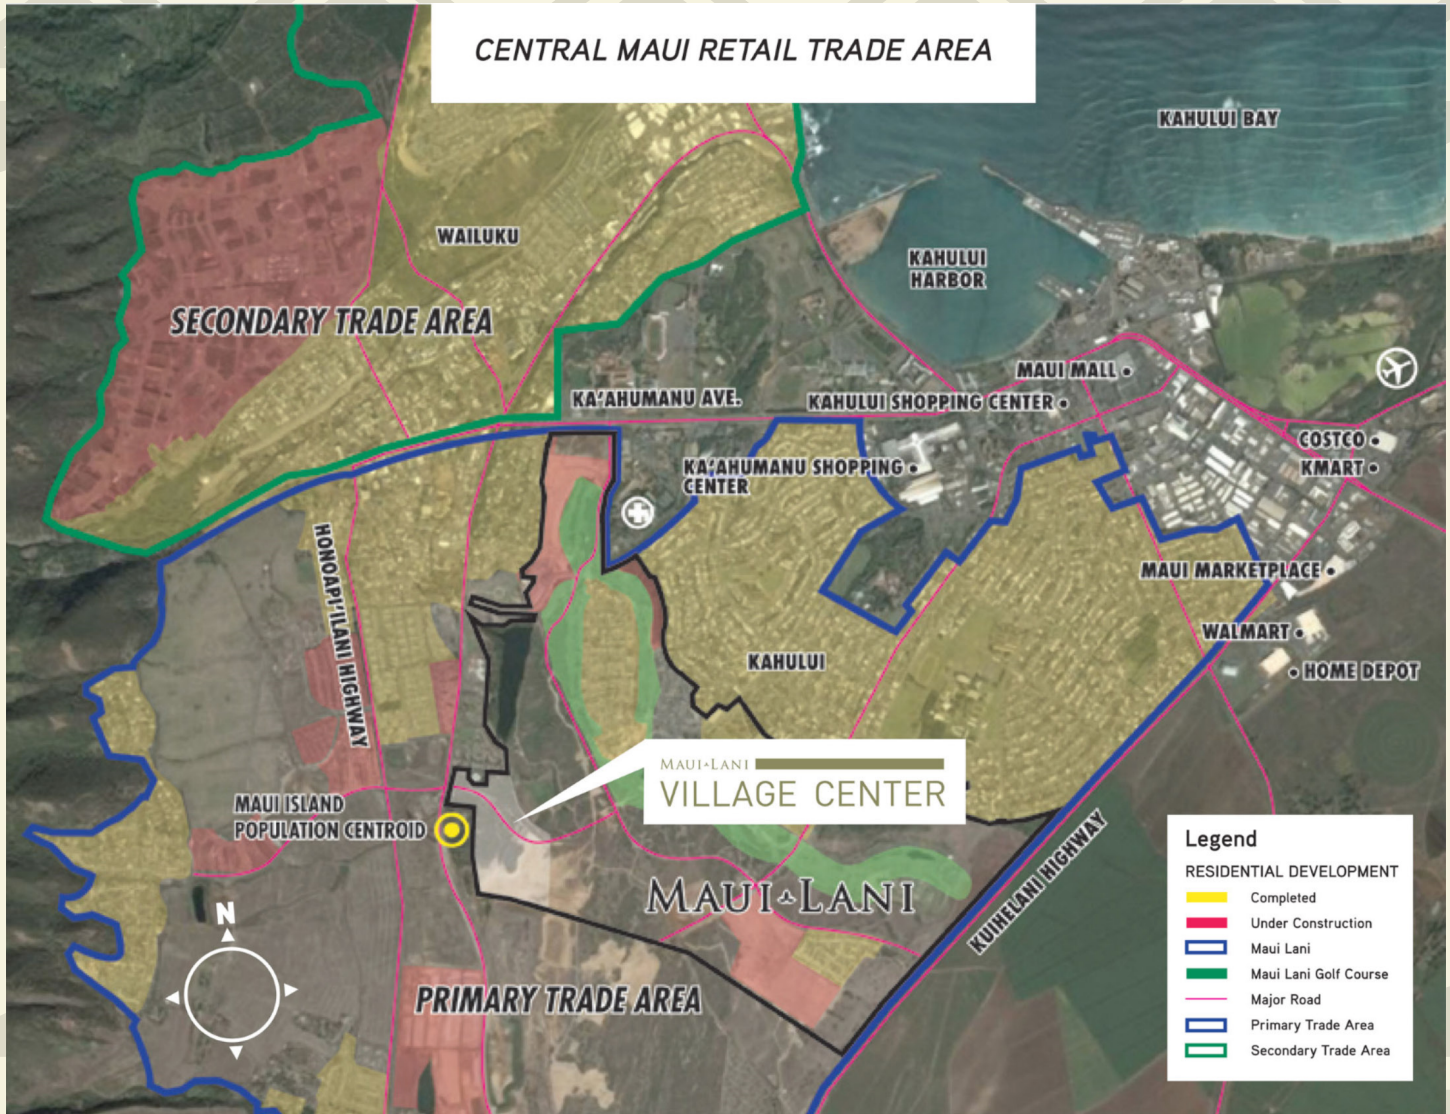 CENTRAL MAUI RETAIL TRADE AREA
KAHULUI BAY
WAILUKU
KAHULUI
HARBOR
SECONDARY TRADE AREA
MAUI MALL
KA'AHUMANU AVE.
KAHULUI SHOPPING CENTER
COSTCO
KMART
KA'AHUMANU SHOPPING
CENTER
HONOAPI'ILANI HIGHWAY
MAUI MARKETPLACE
WALMART
HOME DEPOT
KAHULUI
MAUI LANI
VILLAGE CENTER
MAUI ISLAND
POPULATION CENTROID
MAUI LANI
KUIHELANI HIGHWAY
N
PRIMARY TRADE AREA
Legend
RESIDENTIAL DEVELOPMENT
Completed
Under Construction
Maui Lani
Maui Lani Golf Course
Major Road
Primary Trade Area
Secondary Trade Area